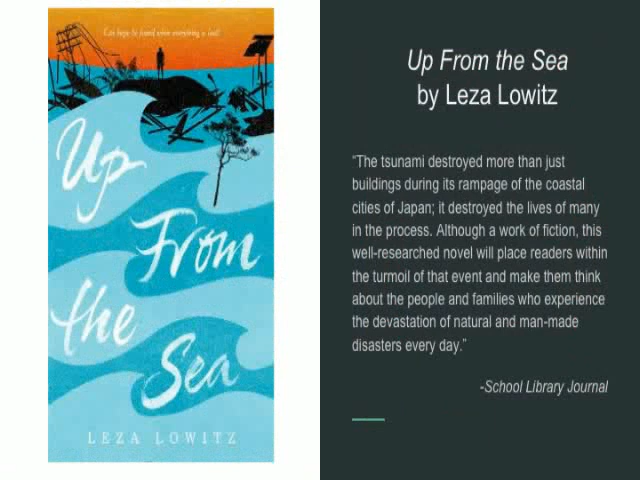 Can hope be found when everything is lost?
Up
From
the
Sea
LEZA LOWITZ
Up From the Sea
by Leza Lowitz
“The tsunami destroyed more than just
buildings during its rampage of the coastal
cities of Japan; it destroyed the lives of many
in the process. Although a work of fiction, this
well-researched novel will place readers within
the turmoil of that event and make them think
about the people and families who experience
the devastation of natural and man-made
disasters every day.”
-School Library Journal